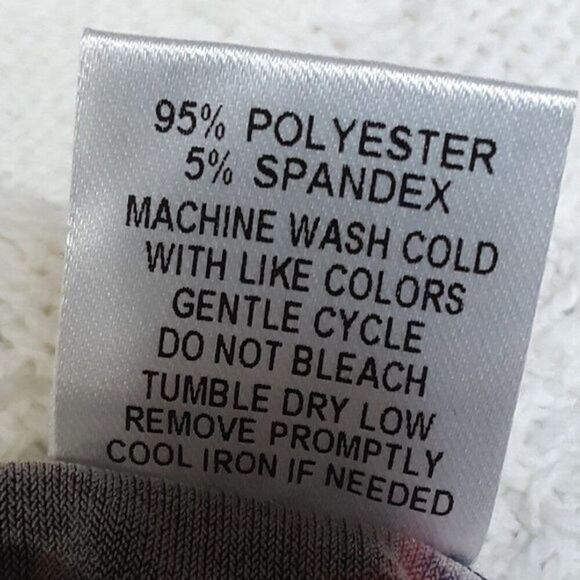 95% POLYESTER
5% SPANDEX
MACHINE WASH COLD
WITH LIKE COLORS
GENTLE CYCLE
DO NOT BLEACH
TUMBLE DRY LOW
REMOVE PROMPTLY
COOL IRON IF NEEDED